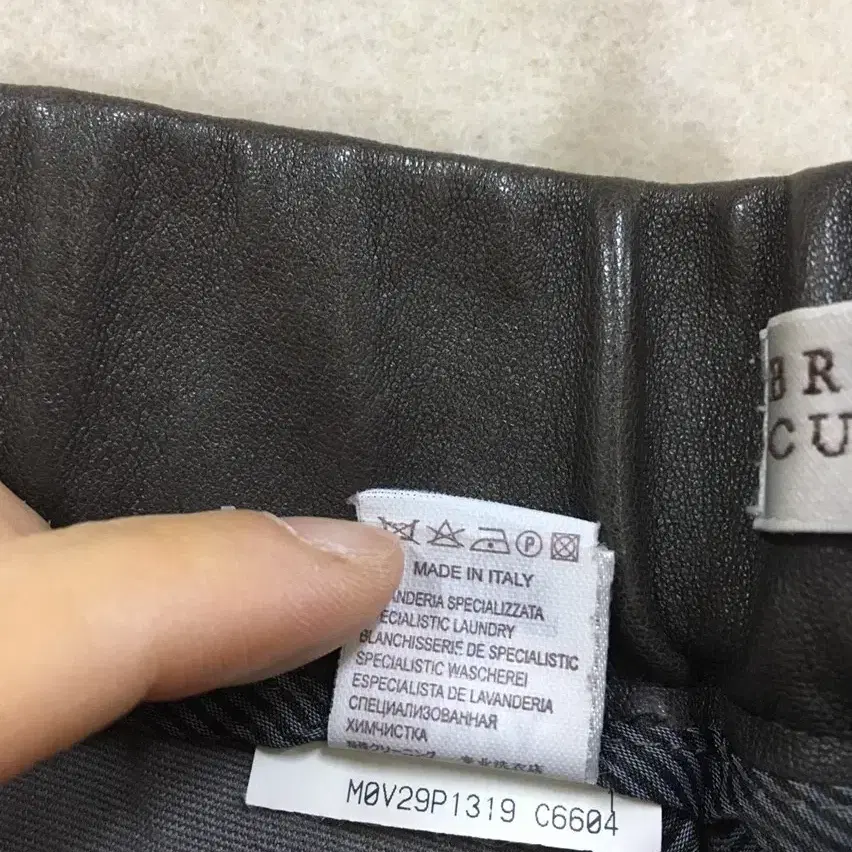 BR
CU
MADE IN ITALY
ANDERIA SPECIALIZZATA
ECIALISTIC LAUNDRY
BLANCHISSERIE DE SPECIALISTIC
SPECIALISTIC WASCHEREI
ESPECIALISTA DE LAVANDERIA
СПЕЦИАЛИЗОВАННАЯ
ХИМЧИСТКА
M0V29P1319 C6604